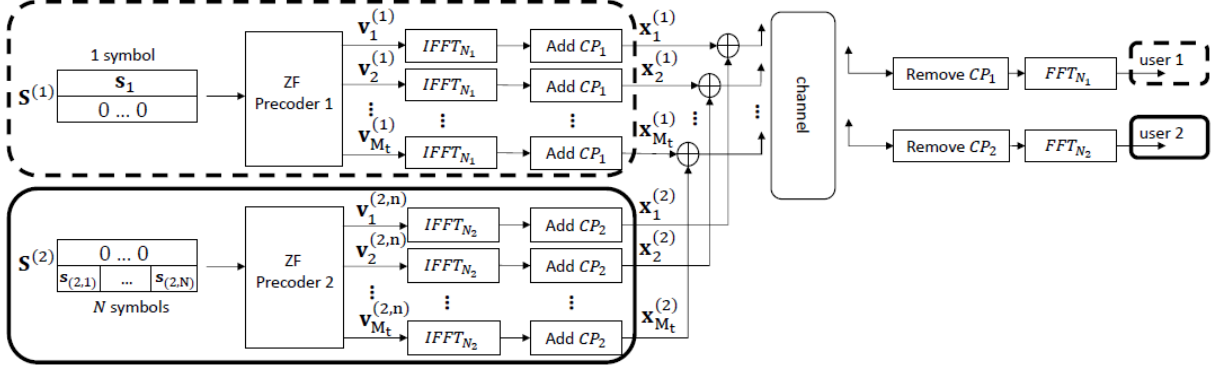 1 symbol
S^{(1)}
s_1
0 ... 0
ZF
Precoder 1
v_1^{(1)}
IFFT_{N_1}
Add CP_1
x_1^{(1)}
v_2^{(1)}
IFFT_{N_1}
Add CP_1
x_2^{(1)}
⋮
⋮
⋮
...
...
v_{M_t}^{(1)}
IFFT_{N_1}
Add CP_1
x_{M_t}^{(1)}
S^{(2)}
0 ... 0
s_{(2,1)} ... s_{(2,N)}
N symbols
ZF
Precoder 2
v_1^{(2,n)}
IFFT_{N_2}
Add CP_2
x_1^{(2)}
v_2^{(2,n)}
IFFT_{N_2}
Add CP_2
x_2^{(2)}
⋮
⋮
⋮
v_{M_t}^{(2,n)}
IFFT_{N_2}
Add CP_2
x_{M_t}^{(2)}
channel
Remove CP_1
FFT_{N_1}
user 1
Remove CP_2
FFT_{N_2}
user 2